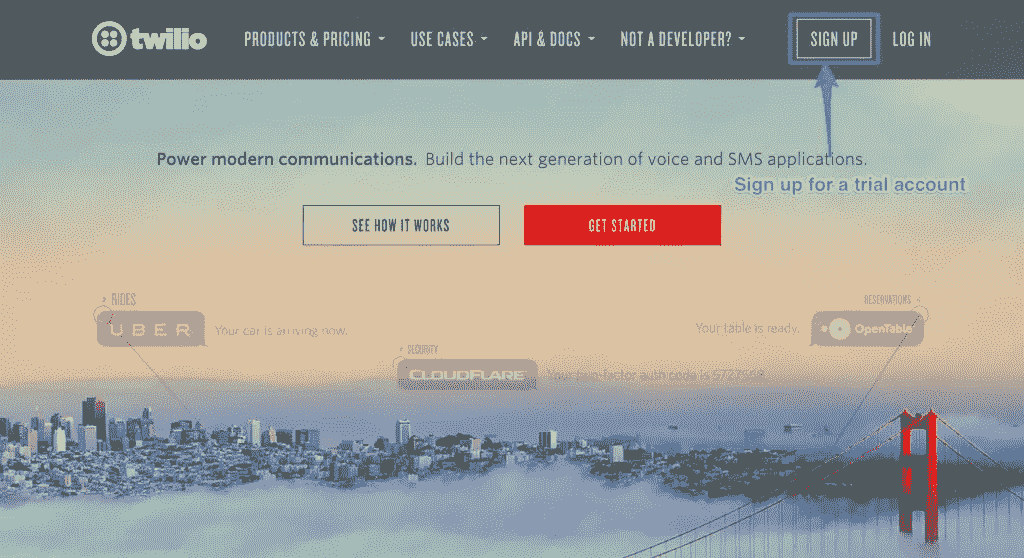 twilio PRODUCTS & PRICING USE CASES API & DOCS NOT A DEVELOPER? SIGN UP LOG IN
Power modern communications. Build the next generation of voice and SMS applications.
Sign up for a trial account
SEE HOW IT WORKS GET STARTED
RIDES
UBER Your car is arriving now.
RESERVATIONS
Your table is ready. OpenTable
SECURITY
CLOUDFLARE Your two-factor auth code is